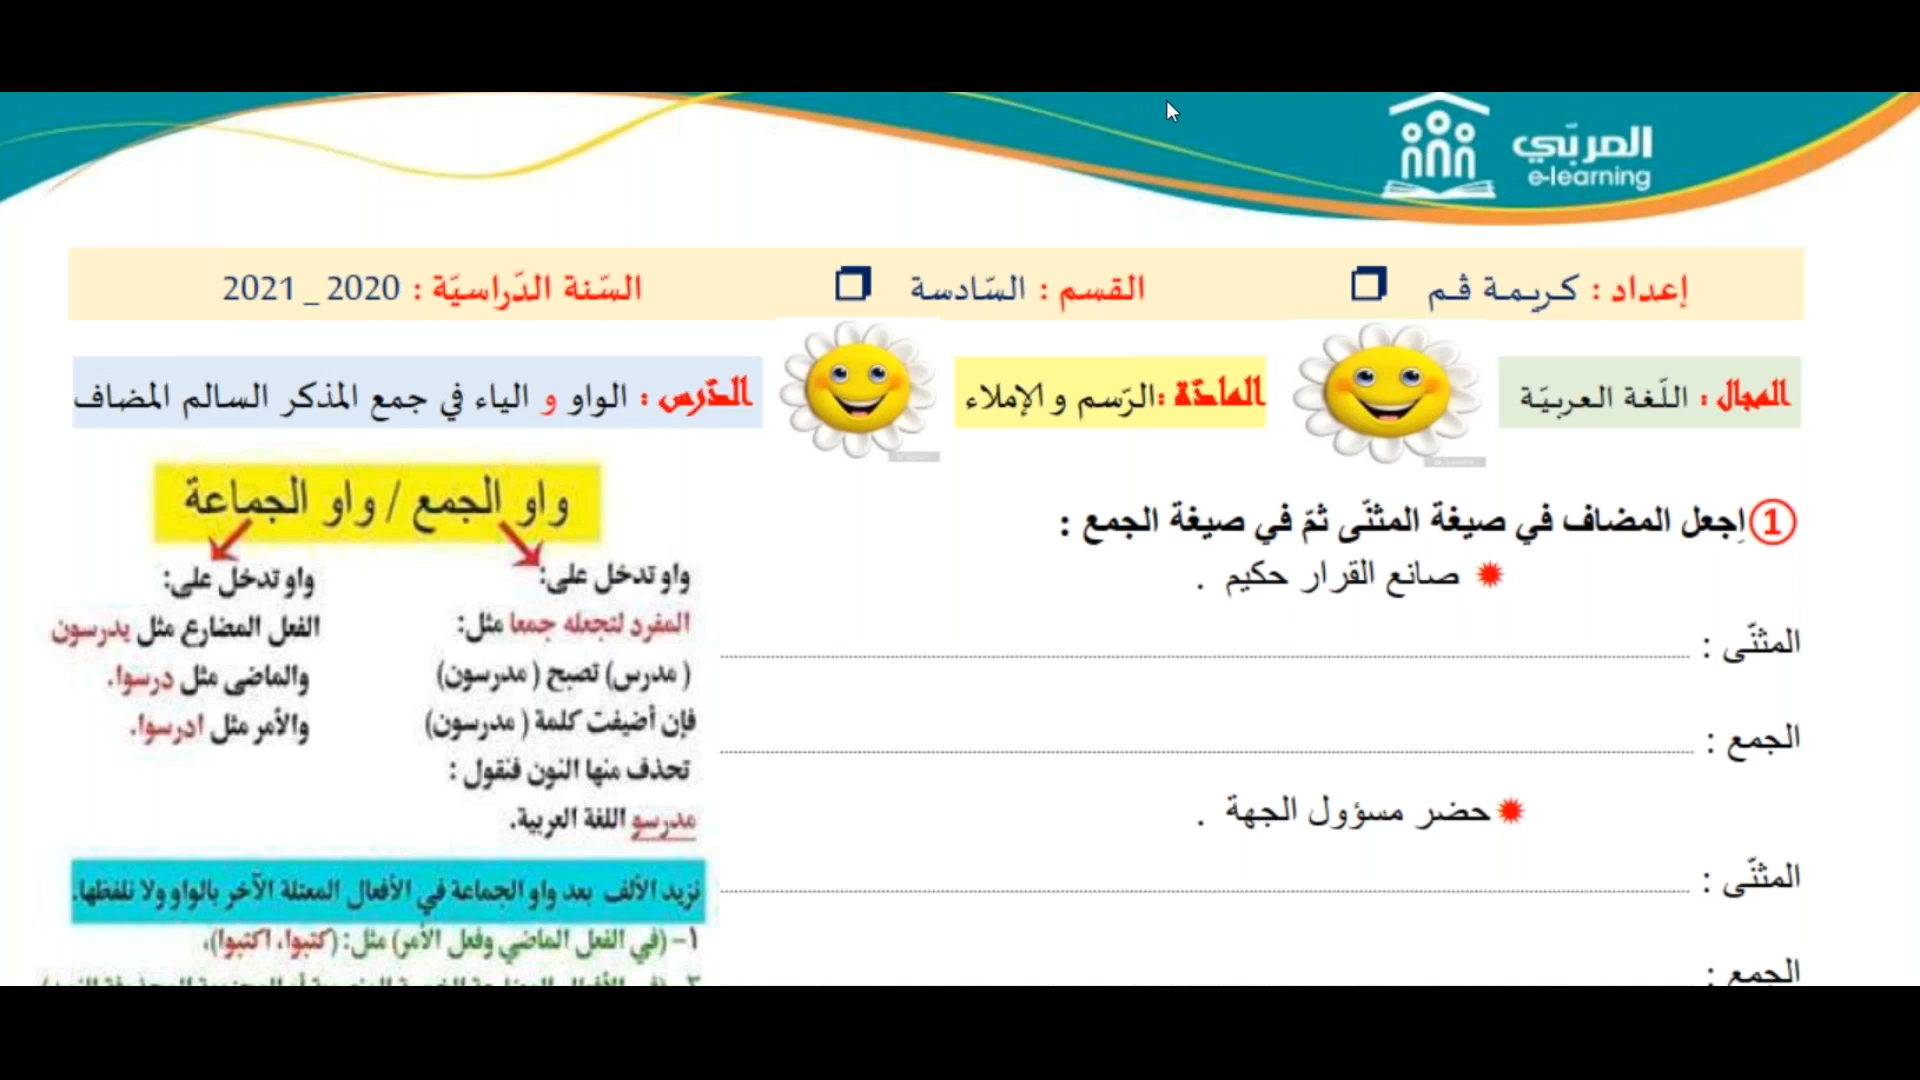 المربّي
e-learning
إعداد : كريمة ڤم ❒ القسم : السّادسة ❒ السّنة الدّراسيّة : 2020 _ 2021
المجال : اللّغة العربيّة
المادّة :الرّسم و الإملاء
الدّرس : الواو و الياء في جمع المذكر السالم المضاف
① اِجعل المضاف في صيغة المثنّى ثمّ في صيغة الجمع :
صانع القرار حكيم .
المثنّى :
الجمع :
حضر مسؤول الجهة .
المثنّى :
الجمع :
واو الجمع / واو الجماعة
واو تدخل على:
المفرد لتجعله جمعا مثل:
( مدرس) تصبح ( مدرسون)
فإن أضيفت كلمة ( مدرسون)
تحذف منها النون فنقول :
مدرسو اللغة العربية.
واو تدخل على:
الفعل المضارع مثل يدرسون
والماضى مثل درسوا.
والأمر مثل ادرسوا.
نزيد الألف بعد واو الجماعة في الأفعال المعتلة الآخر بالواو ولا نلفظها.
١– (في الفعل الماضي وفعل الأمر) مثل: (كتبوا، اكتبوا)،